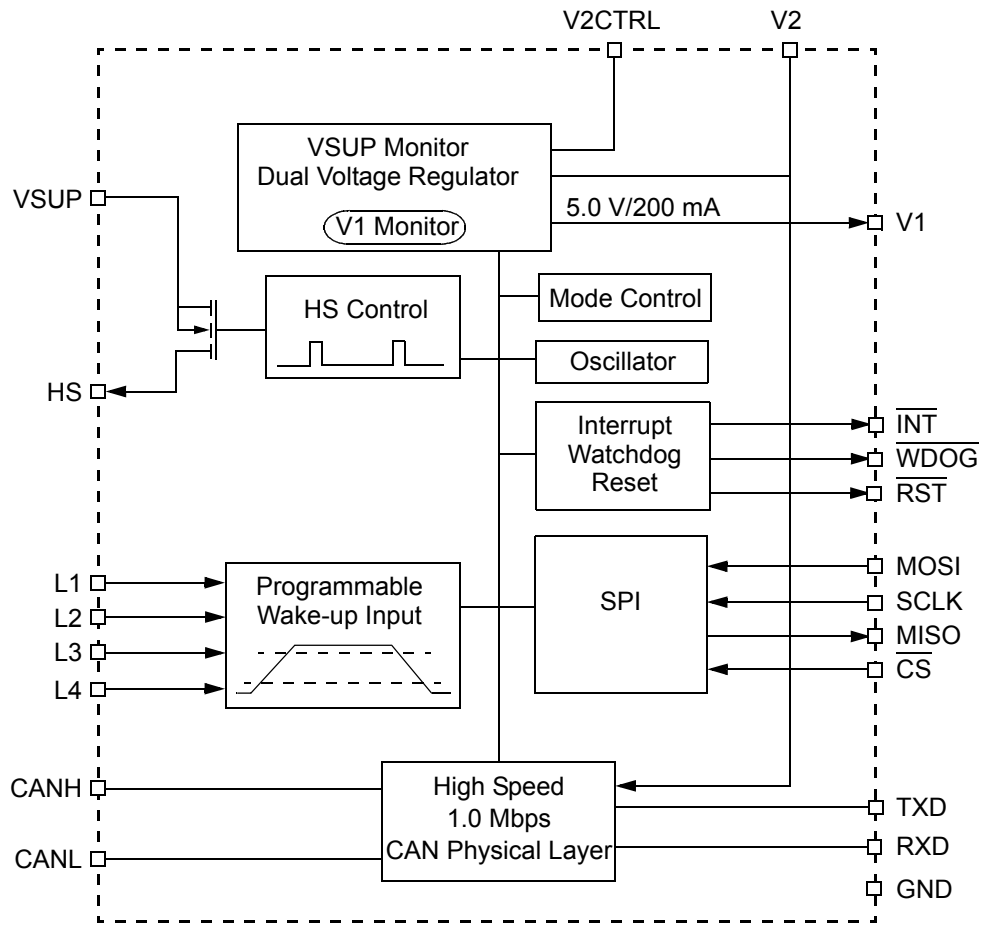 V2CTRL
V2
VSUP Monitor
Dual Voltage Regulator
V1 Monitor
VSUP
5.0 V/200 mA
V1
HS Control
Mode Control
Oscillator
HS
Interrupt
Watchdog
Reset
INT
WDOG
RST
L1
L2
L3
L4
Programmable
Wake-up Input
SPI
MOSI
SCLK
MISO
CS
CANH
CANL
High Speed
1.0 Mbps
CAN Physical Layer
TXD
RXD
GND